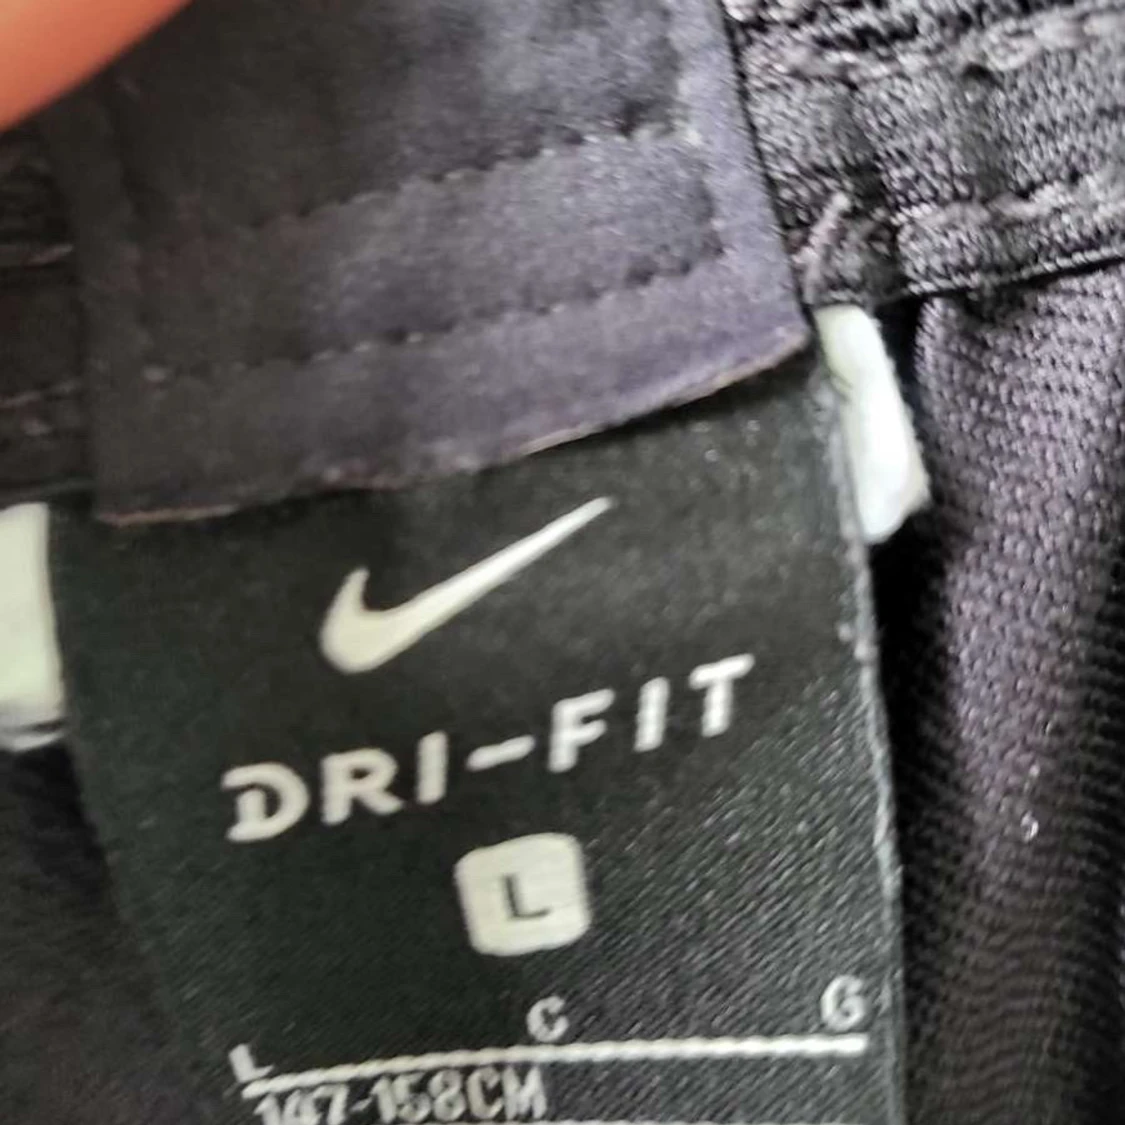 DRI-FIT
L
L C G
147-158CM